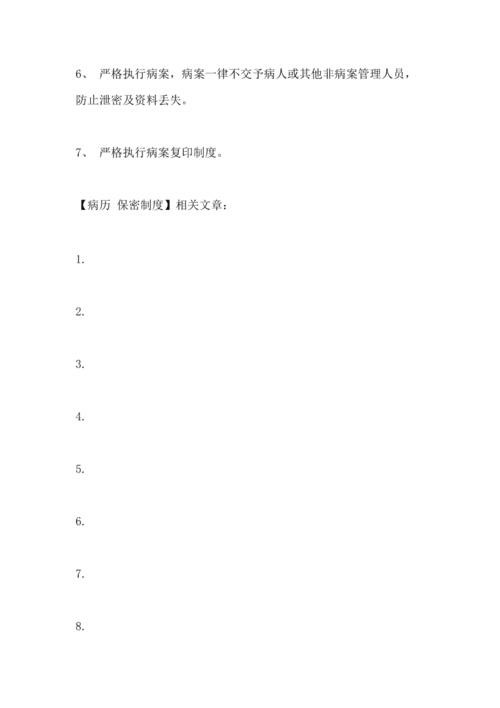 6、 严格执行病案，病案一律不交予病人或其他非病案管理人员，
防止泄密及资料丢失。
7、 严格执行病案复印制度。
【病历 保密制度】相关文章：
1.
2.
3.
4.
5.
6.
7.
8.